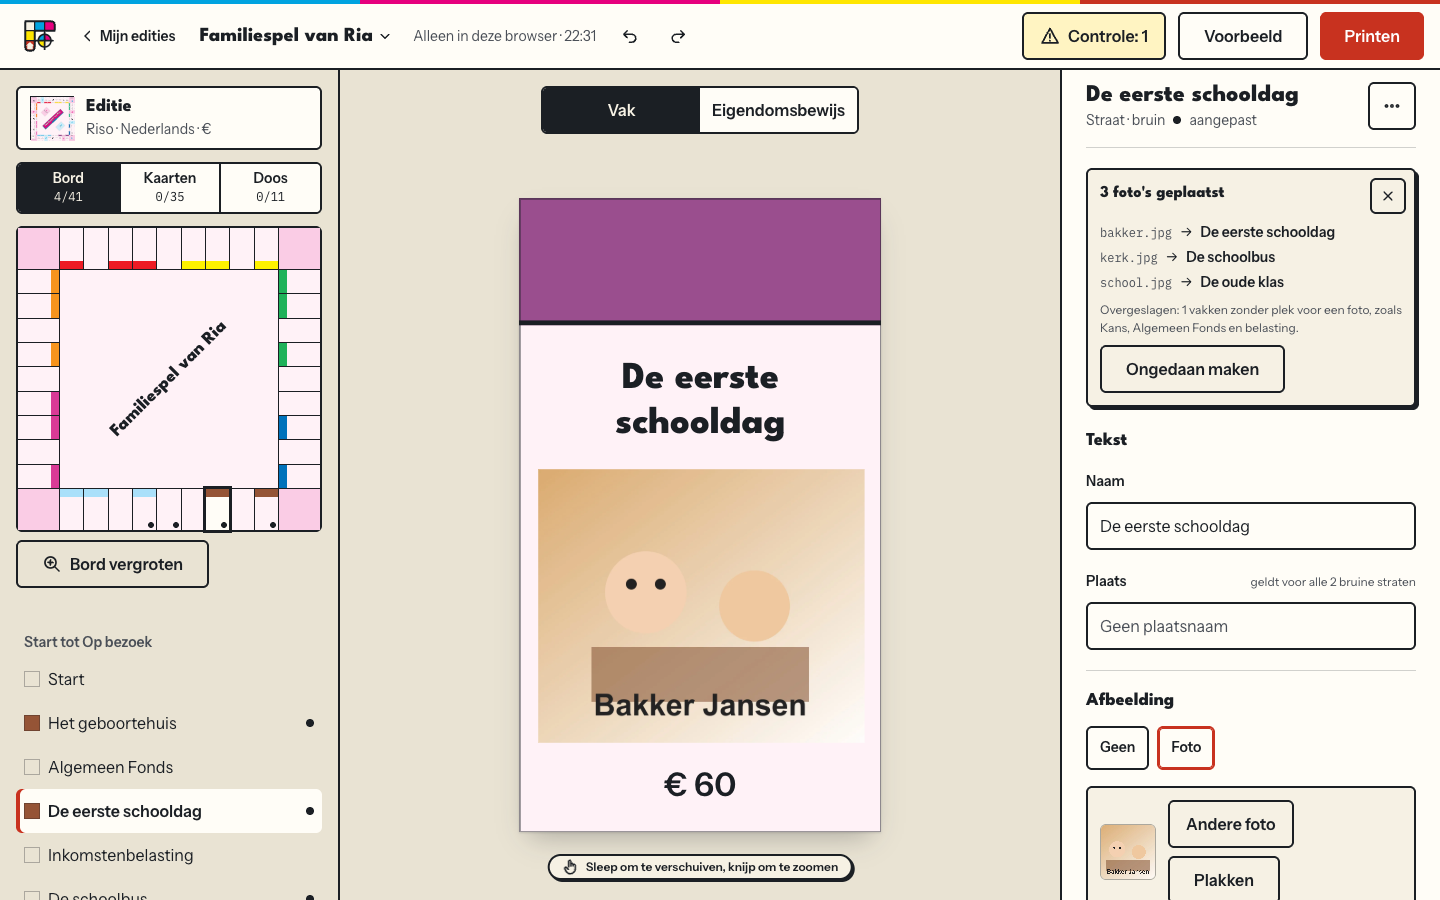 Mijn edities
Familiespel van Ria
Alleen in deze browser · 22:31
Controle: 1
Voorbeeld
Printen
Editie
Riso · Nederlands · €
Bord
4/41
Kaarten
0/35
Doos
0/11
Familiespel van Ria
Bord vergroten
Start tot Op bezoek
Start
Het geboortehuis
Algemeen Fonds
De eerste schooldag
Inkomstenbelasting
De schoolbus
Vak
Eigendomsbewijs
De eerste
schooldag
Bakker Jansen
€ 60
Sleep om te verschuiven, knijp om te zoomen
De eerste schooldag
Straat · bruin ● aangepast
3 foto's geplaatst
bakker.jpg → De eerste schooldag
kerk.jpg → De schoolbus
school.jpg → De oude klas
Overgeslagen: 1 vakken zonder plek voor een foto, zoals
Kans, Algemeen Fonds en belasting.
Ongedaan maken
Tekst
Naam
De eerste schooldag
Plaats
geldt voor alle 2 bruine straten
Geen plaatsnaam
Afbeelding
Geen
Foto
Bakker Jansen
Andere foto
Plakken